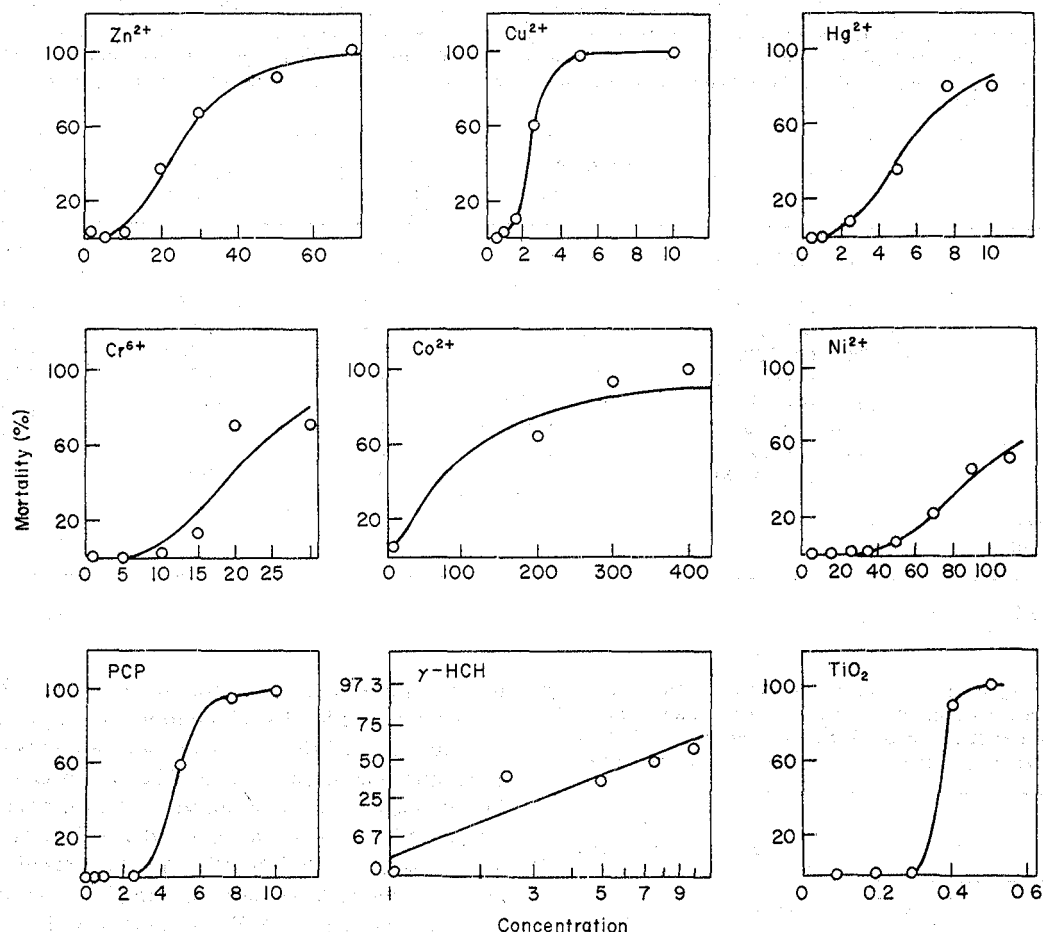 Zn2+
100
60
20
0 20 40 60
Cu2+
100
60
20
0 2 4 6 8 10
Hg2+
100
60
20
0 2 4 6 8 10
Mortality (%)
Cr6+
100
60
20
0 5 10 15 20 25
Co2+
100
60
20
0 100 200 300 400
Ni2+
100
60
20
0 20 40 60 80 100
PCP
100
60
20
0 2 4 6 8 10
γ-HCH
97.3
75
50
25
6 7
0
1 3 5 7 9
TiO2
100
60
20
0 0.2 0.4 0 6
Concentration